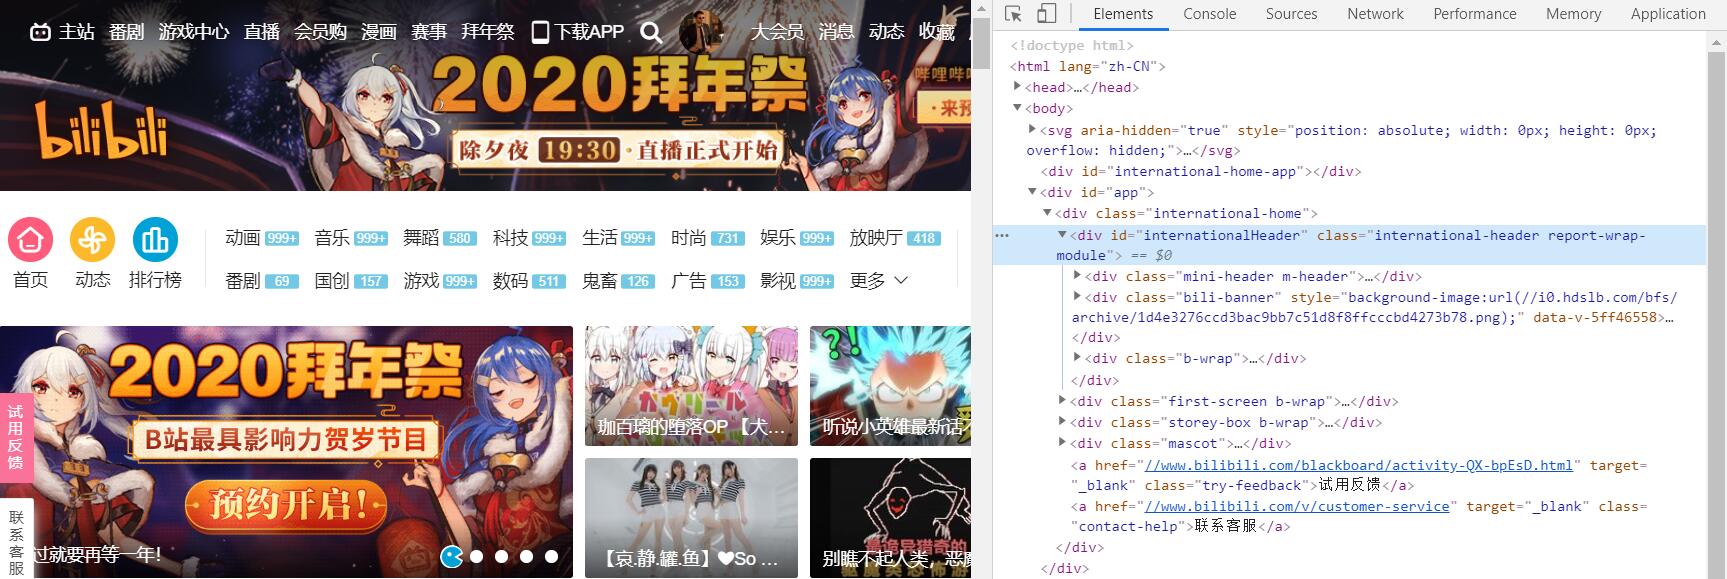 主站 番剧 游戏中心 直播 会员购 漫画 赛事 拜年祭 下载APP 大会员 消息 动态 收藏
2020拜年祭
哔哩哔哩
bilibili
来预
除夕夜 19:30·直播正式开始
首页 动态 排行榜
动画 999+ 音乐 999+ 舞蹈 580 科技 999+ 生活 999+ 时尚 731 娱乐 999+ 放映厅 418
番剧 69 国创 157 游戏 999+ 数码 511 鬼畜 126 广告 153 影视 999+ 更多
2020拜年祭
B站最具影响力贺岁节目
预约开启!
过就要再等一年!
试用反馈
联系客服
?!
珈百璃的堕落OP 【犬...
听说小英雄最新话
【哀.静.罐.鱼】❤So ...
最诡异猎奇的
别瞧不起人类，恶
Elements Console Sources Network Performance Memory Application
<!doctype html>
<html lang="zh-CN">
<head>…</head>
<body>
<svg aria-hidden="true" style="position: absolute; width: 0px; height: 0px;
overflow: hidden;">…</svg>
<div id="international-home-app"></div>
<div id="app">
<div class="international-home">
<div id="internationalHeader" class="international-header report-wrap-
module"> == $0
<div class="mini-header m-header">…</div>
<div class="bili-banner" style="background-image:url(//i0.hdslb.com/bfs/
archive/1d4e3276ccd3bac9bb7c51d8f8ffcccbd4273b78.png);" data-v-5ff46558>…
</div>
<div class="b-wrap">…</div>
</div>
<div class="first-screen b-wrap">…</div>
<div class="storey-box b-wrap">…</div>
<div class="mascot">…</div>
<a href="//www.bilibili.com/blackboard/activity-QX-bpEsD.html" target=
"_blank" class="try-feedback">试用反馈</a>
<a href="//www.bilibili.com/v/customer-service" target="_blank" class=
"contact-help">联系客服</a>
</div>
</div>